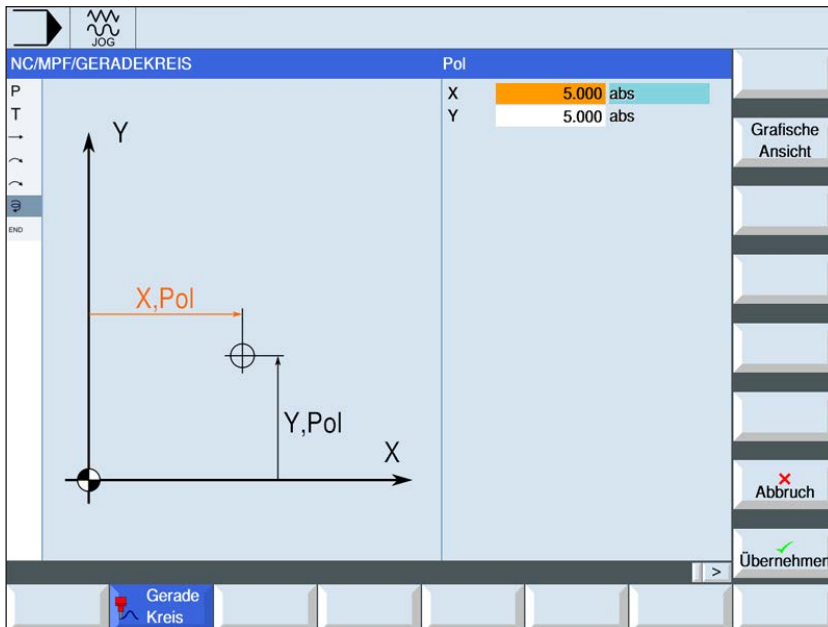 JOG
NC/MPF/GERADEKREIS
Pol
P
T
END
X 5.000 abs
Y 5.000 abs
Y
X,Pol
Y,Pol
X
Grafische
Ansicht
Abbruch
Übernehmen
>
Gerade
Kreis